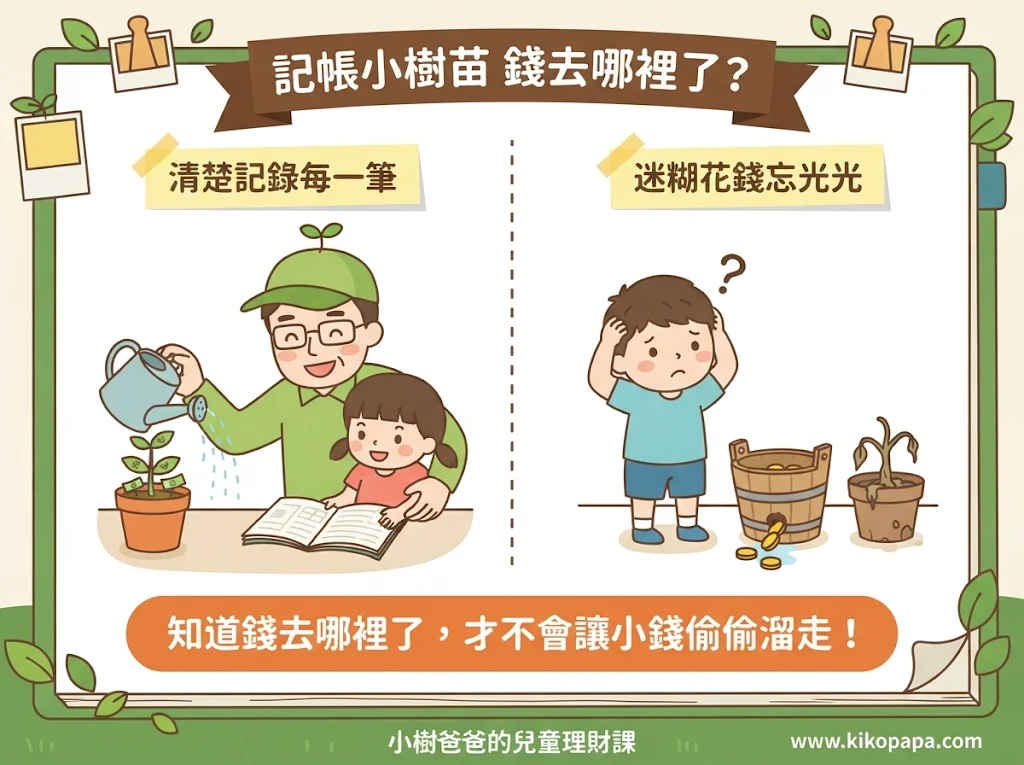 記帳小樹苗 錢去哪裡了?
清楚記錄每一筆
迷糊花錢忘光光
?
知道錢去哪裡了，才不會讓小錢偷偷溜走！
小樹爸爸的兒童理財課
www.kikopapa.com